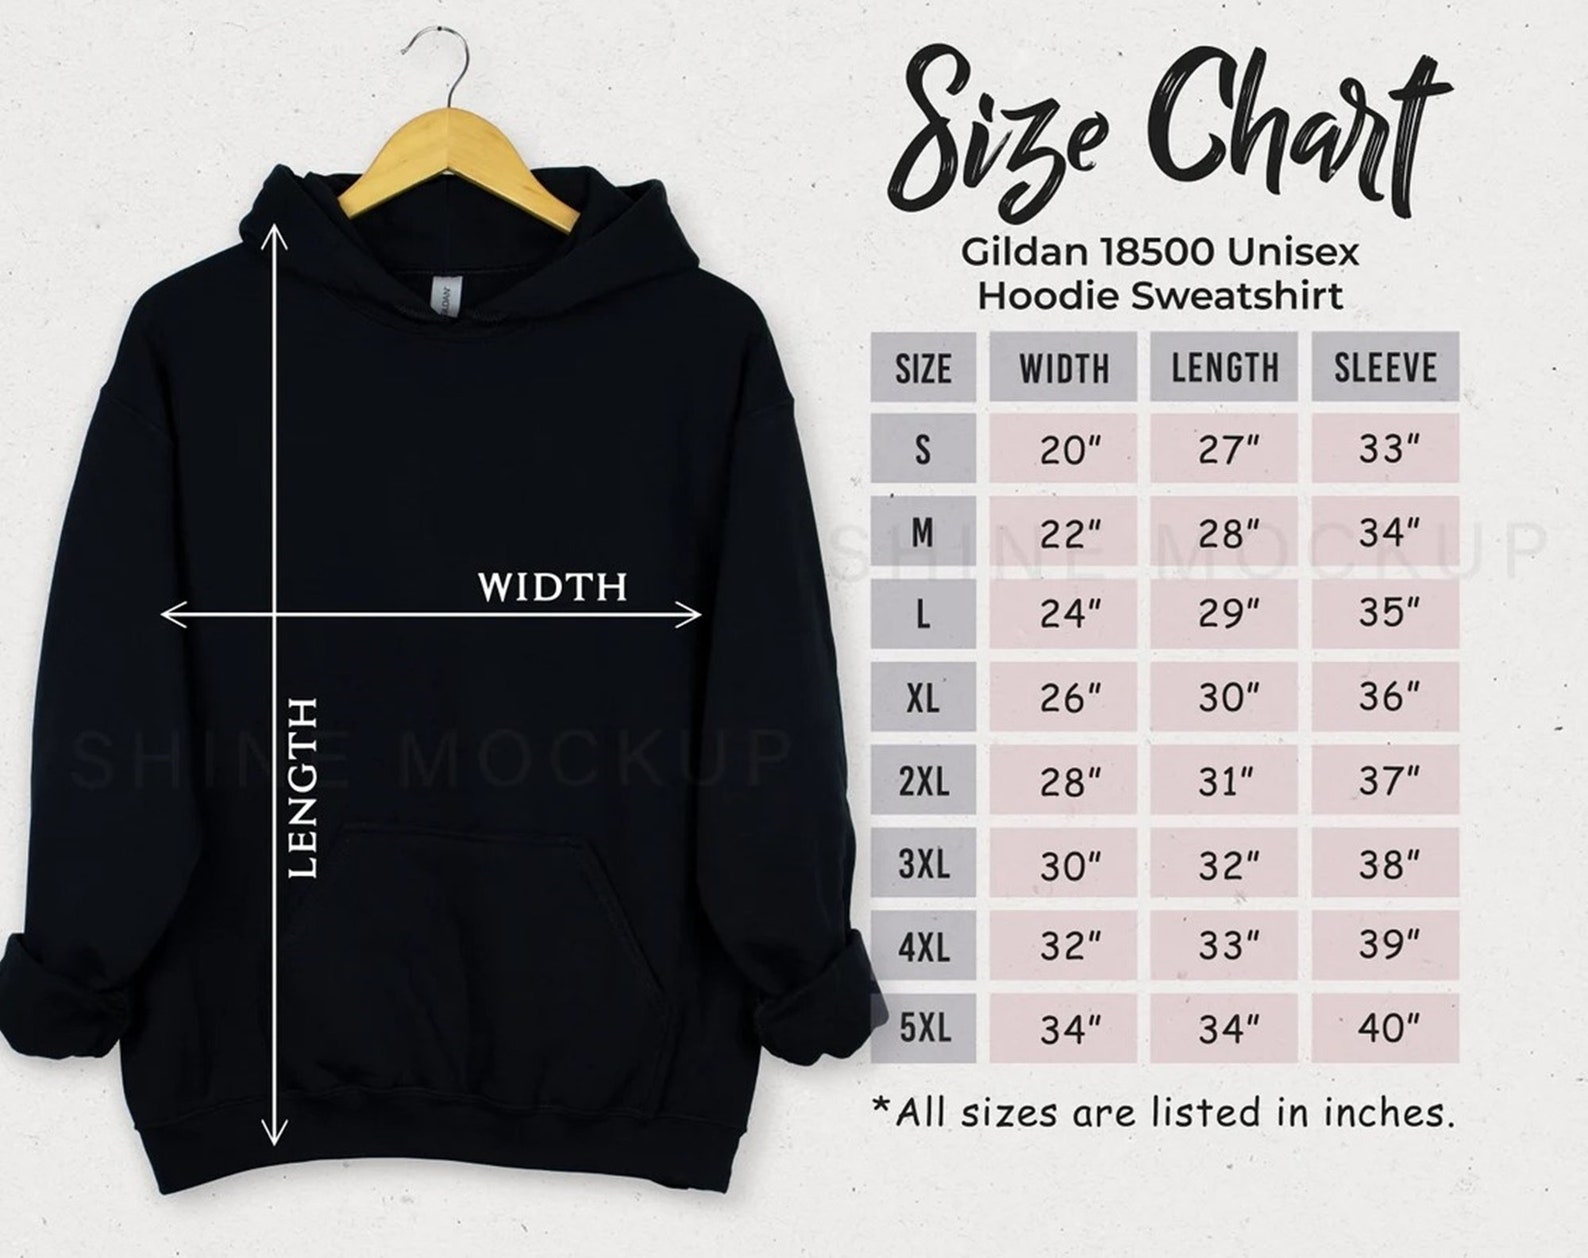 Size Chart
Gildan 18500 Unisex
Hoodie Sweatshirt
SIZE WIDTH LENGTH SLEEVE
S 20" 27" 33"
M 22" 28" 34"
L 24" 29" 35"
XL 26" 30" 36"
2XL 28" 31" 37"
3XL 30" 32" 38"
4XL 32" 33" 39"
5XL 34" 34" 40"
*All sizes are listed in inches.
WIDTH
LENGTH
SHINE MOCKUP
SHINE MOCKUP